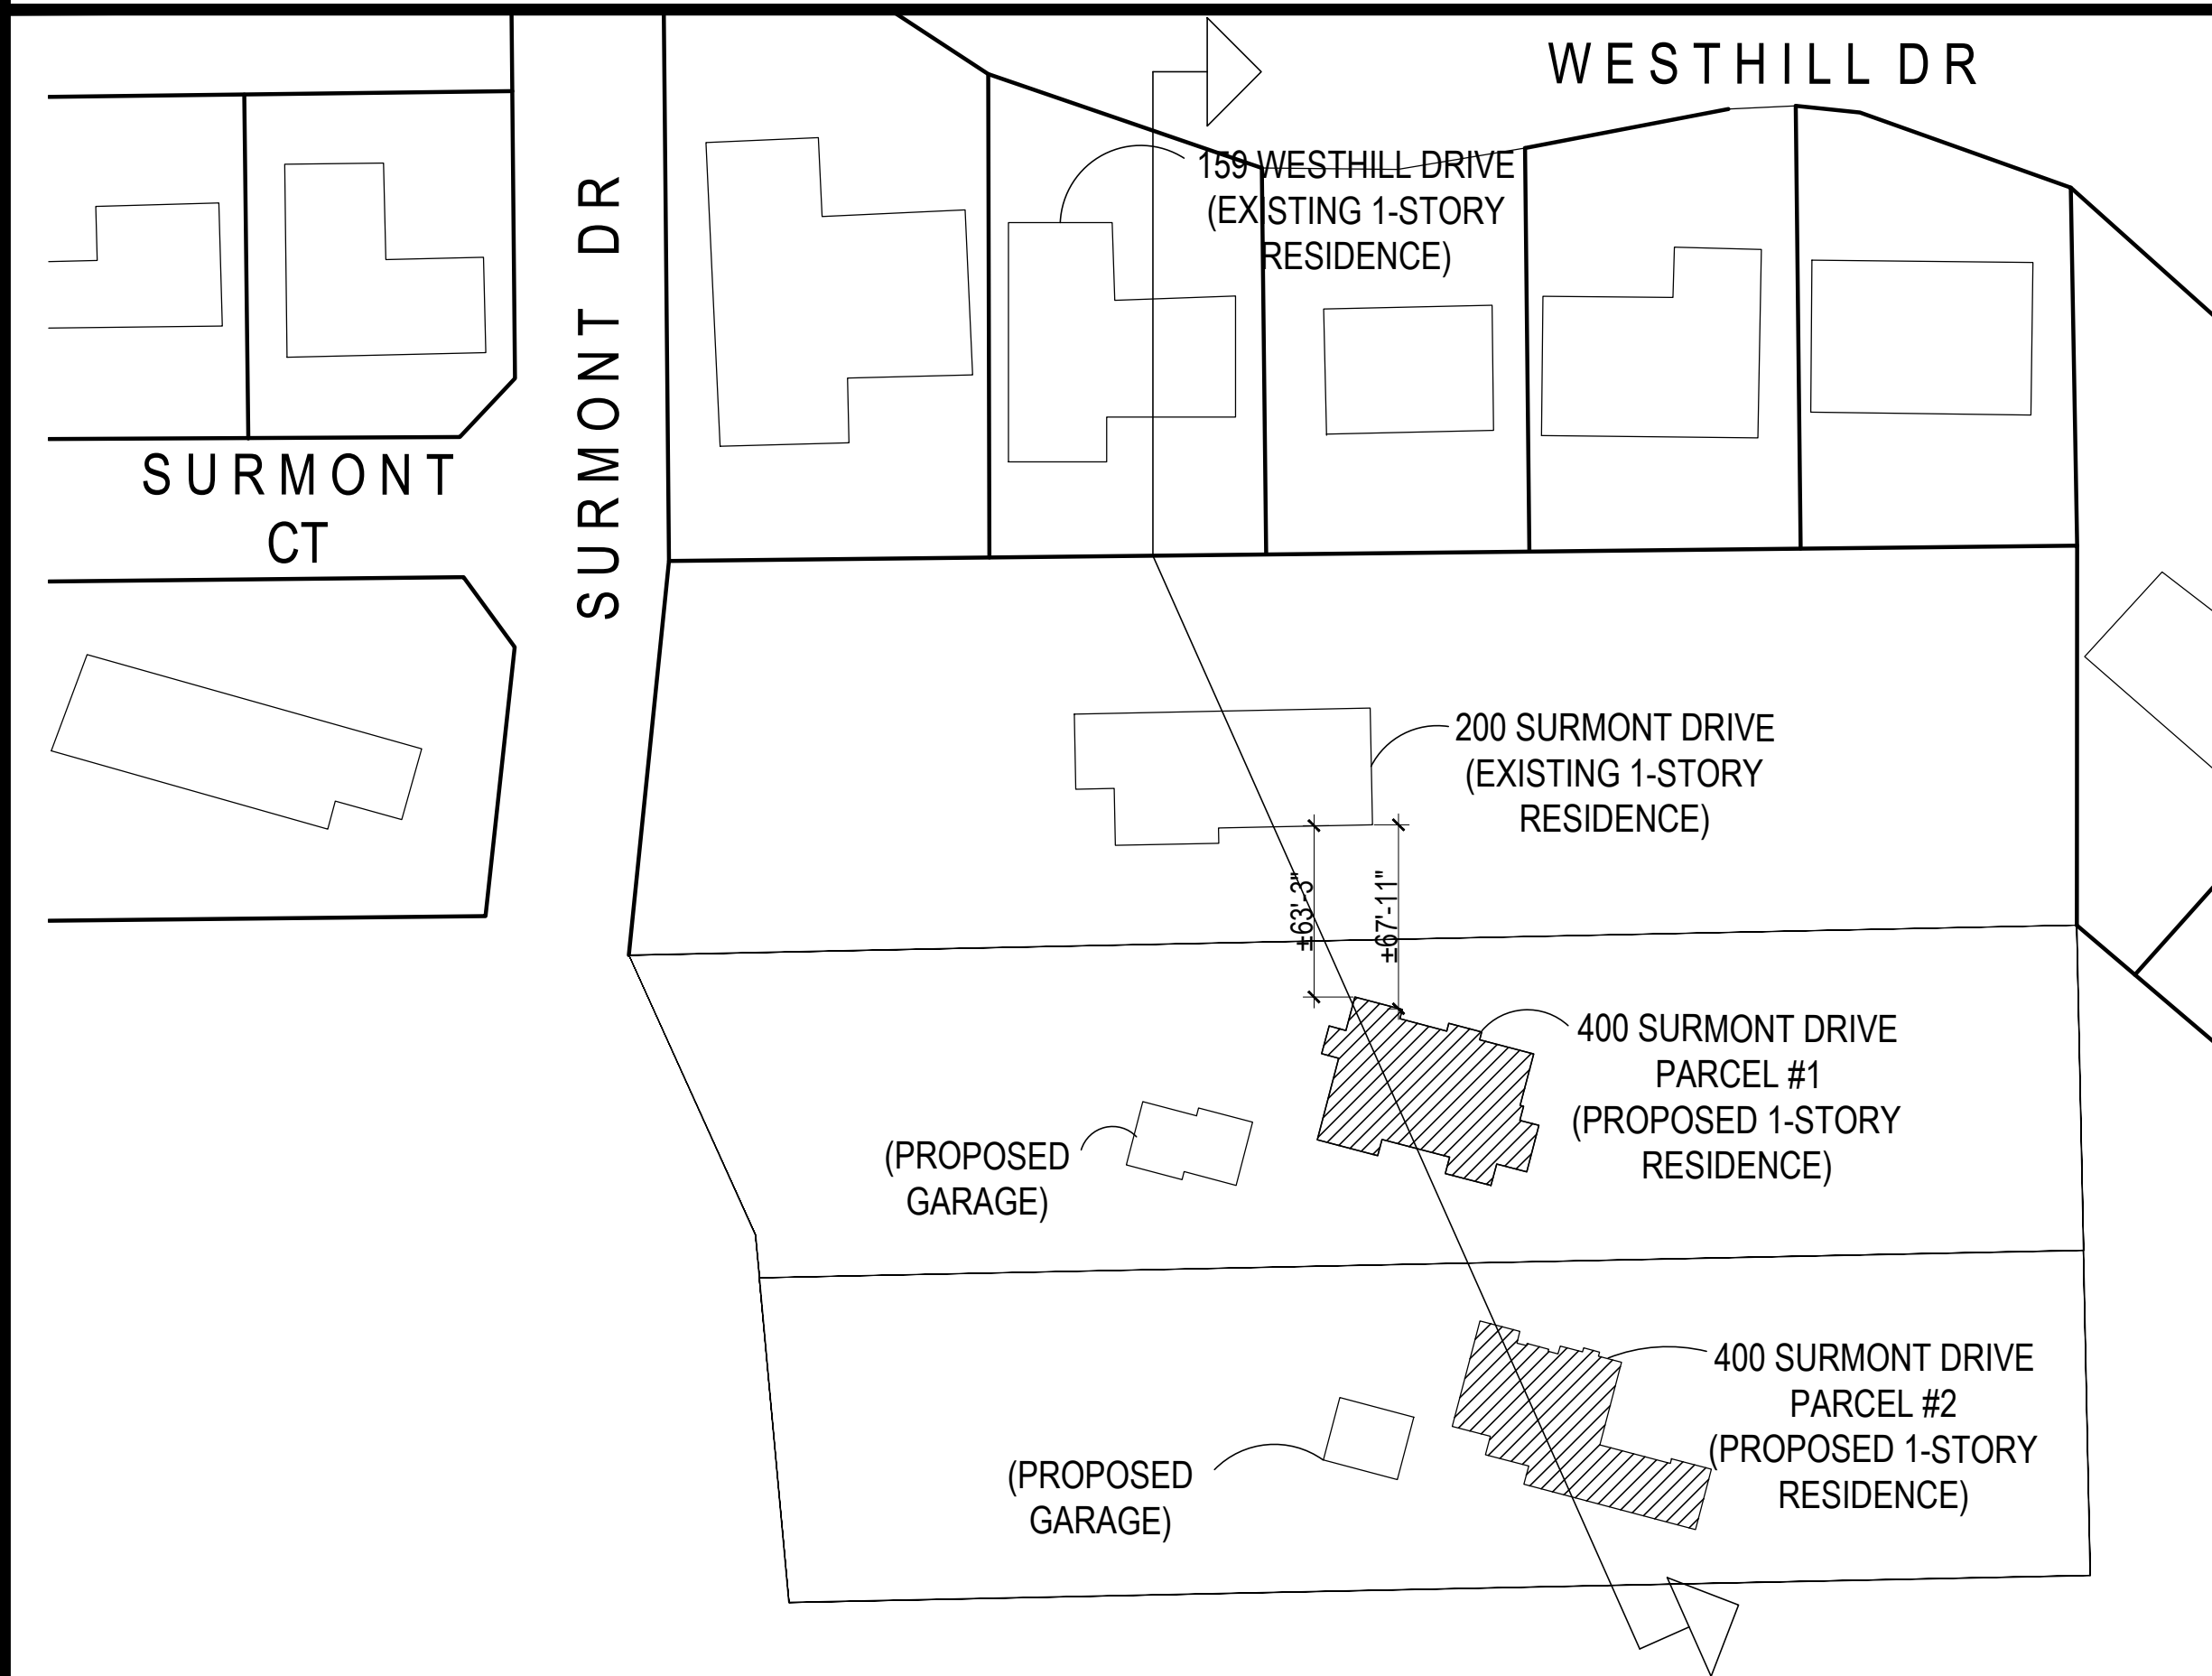 WESTHILL DR
159 WESTHILL DRIVE
(EXISTING 1-STORY
RESIDENCE)
SURMONT DR
SURMONT
CT
200 SURMONT DRIVE
(EXISTING 1-STORY
RESIDENCE)
±63'-3"
±67'-11"
400 SURMONT DRIVE
PARCEL #1
(PROPOSED 1-STORY
RESIDENCE)
(PROPOSED
GARAGE)
400 SURMONT DRIVE
PARCEL #2
(PROPOSED 1-STORY
RESIDENCE)
(PROPOSED
GARAGE)